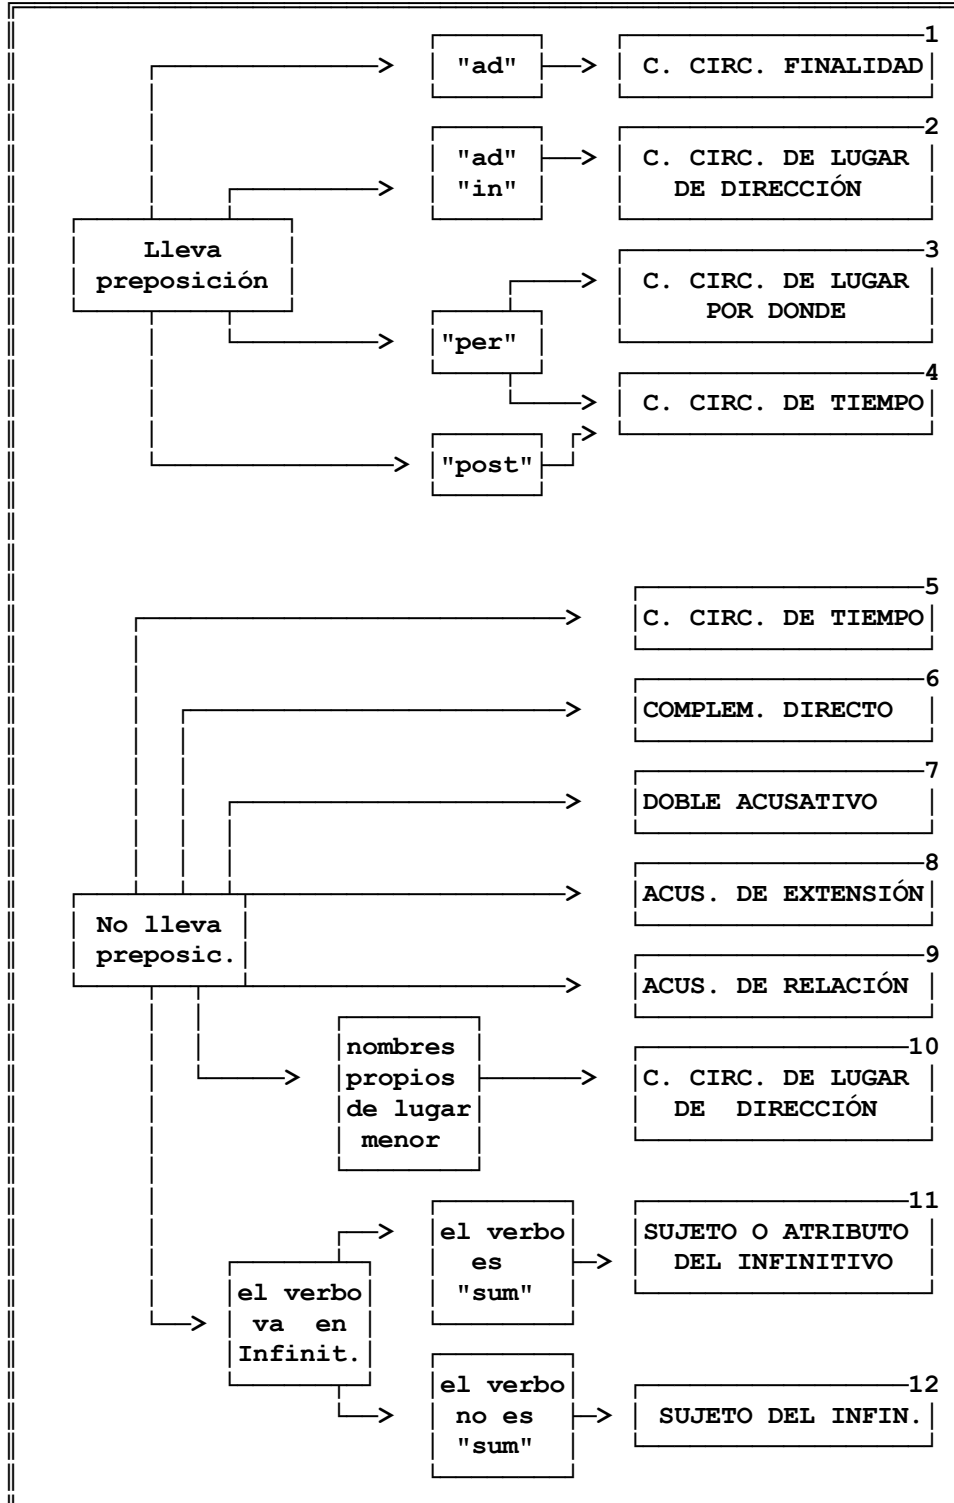 1
"ad"
C. CIRC. FINALIDAD
2
"ad"
"in"
C. CIRC. DE LUGAR
DE DIRECCIÓN
Lleva
preposición
3
C. CIRC. DE LUGAR
POR DONDE
"per"
4
C. CIRC. DE TIEMPO
"post"
5
C. CIRC. DE TIEMPO
6
COMPLEM. DIRECTO
7
DOBLE ACUSATIVO
8
ACUS. DE EXTENSIÓN
No lleva
preposic.
9
ACUS. DE RELACIÓN
nombres
propios
de lugar
menor
10
C. CIRC. DE LUGAR
DE DIRECCIÓN
el verbo
va en
Infinit.
el verbo
es
"sum"
11
SUJETO O ATRIBUTO
DEL INFINITIVO
el verbo
no es
"sum"
12
SUJETO DEL INFIN.